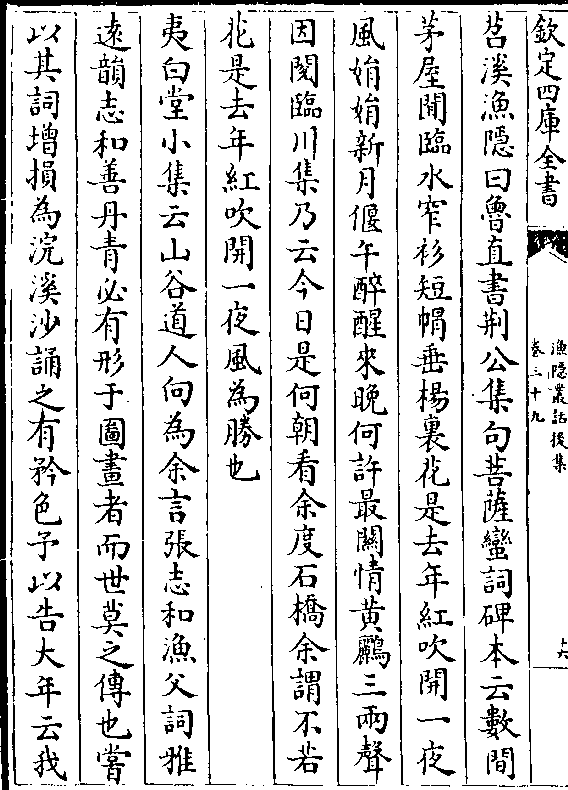 欽定四庫全書
漁隱叢話後集
卷三十九
十六
苕溪漁隱曰魯直書荆公集句菩薩蠻詞碑本云數間
茅屋閒臨水窄衫短帽垂楊裏花是去年紅吹開一夜
風娟娟新月偃午醉醒來晚何許最關情黃鸝三兩聲
因閱臨川集乃云今日是何朝看余度石橋余謂不若
花是去年紅吹開一夜風為勝也
夷白堂小集云山谷道人向為余言張志和漁父詞雅
遠韻志和善丹青必有形于圖畫者而世莫之傳也嘗
以其詞增損為浣溪沙誦之有矜色予以告大年云我